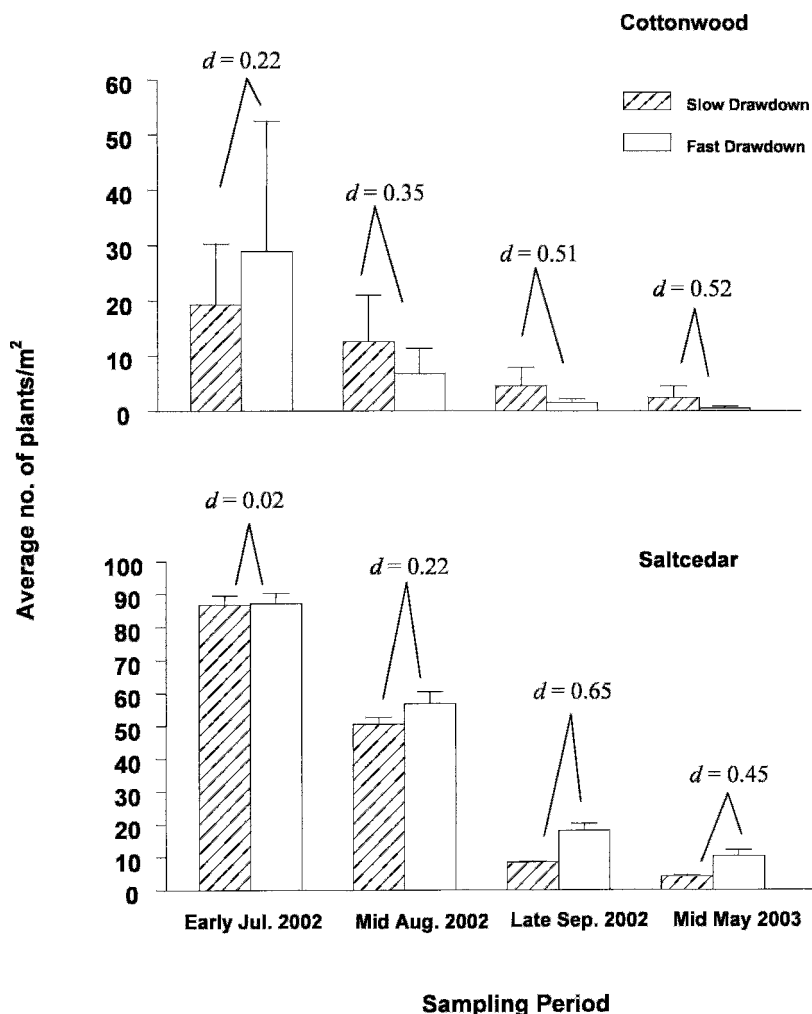 Cottonwood
d = 0.22
60
Slow Drawdown
50
Fast Drawdown
40
d = 0.35
30
d = 0.51
d = 0.52
20
10
0
Average no. of plants/m²
d = 0.02
Saltcedar
100
d = 0.22
90
80
70
d = 0.65
60
50
d = 0.45
40
30
20
10
0
Early Jul. 2002 Mid Aug. 2002 Late Sep. 2002 Mid May 2003
Sampling Period